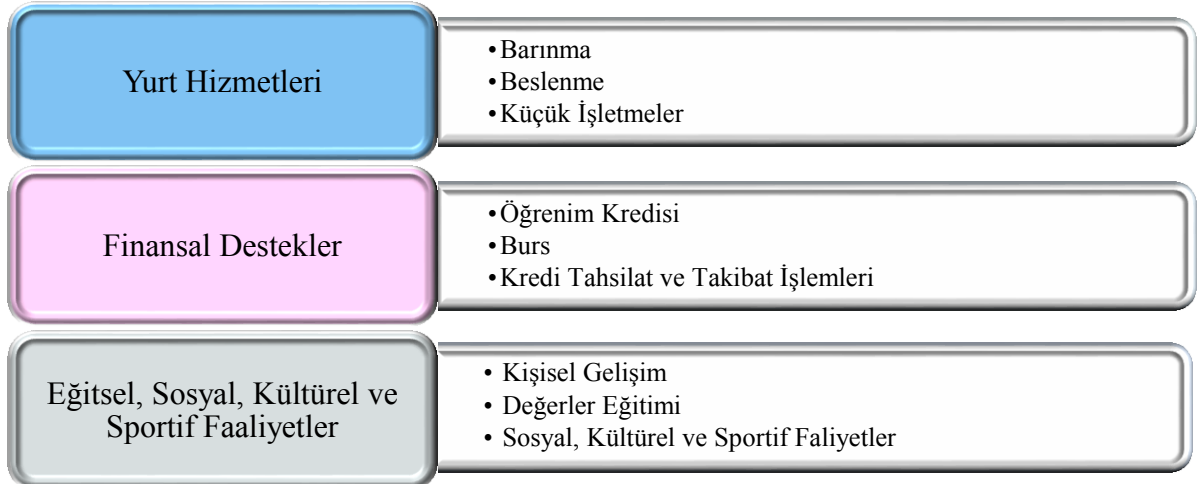 Yurt Hizmetleri
•Barınma
•Beslenme
•Küçük İşletmeler
Finansal Destekler
•Öğrenim Kredisi
•Burs
•Kredi Tahsilat ve Takibat İşlemleri
Eğitsel, Sosyal, Kültürel ve
Sportif Faaliyetler
• Kişisel Gelişim
• Değerler Eğitimi
• Sosyal, Kültürel ve Sportif Faliyetler